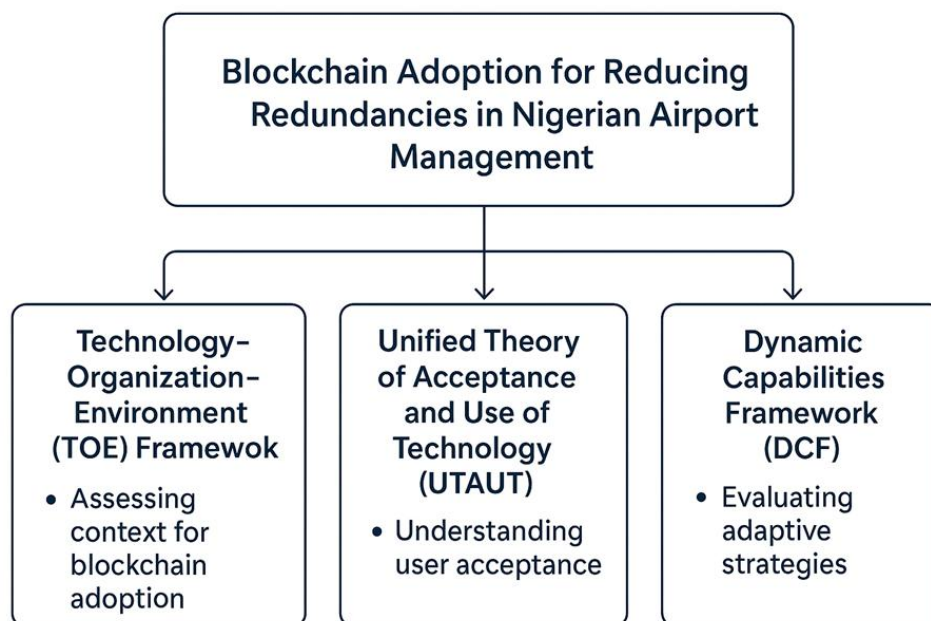 Blockchain Adoption for Reducing
Redundancies in Nigerian Airport
Management
Technology-
Organization-
Environment
(TOE) Framewok
• Assessing
context for
blockchain
adoption
Unified Theory
of Acceptance
and Use of
Technology
(UTAUT)
• Understanding
user acceptance
Dynamic
Capabilities
Framework
(DCF)
• Evaluating
adaptive
strategies